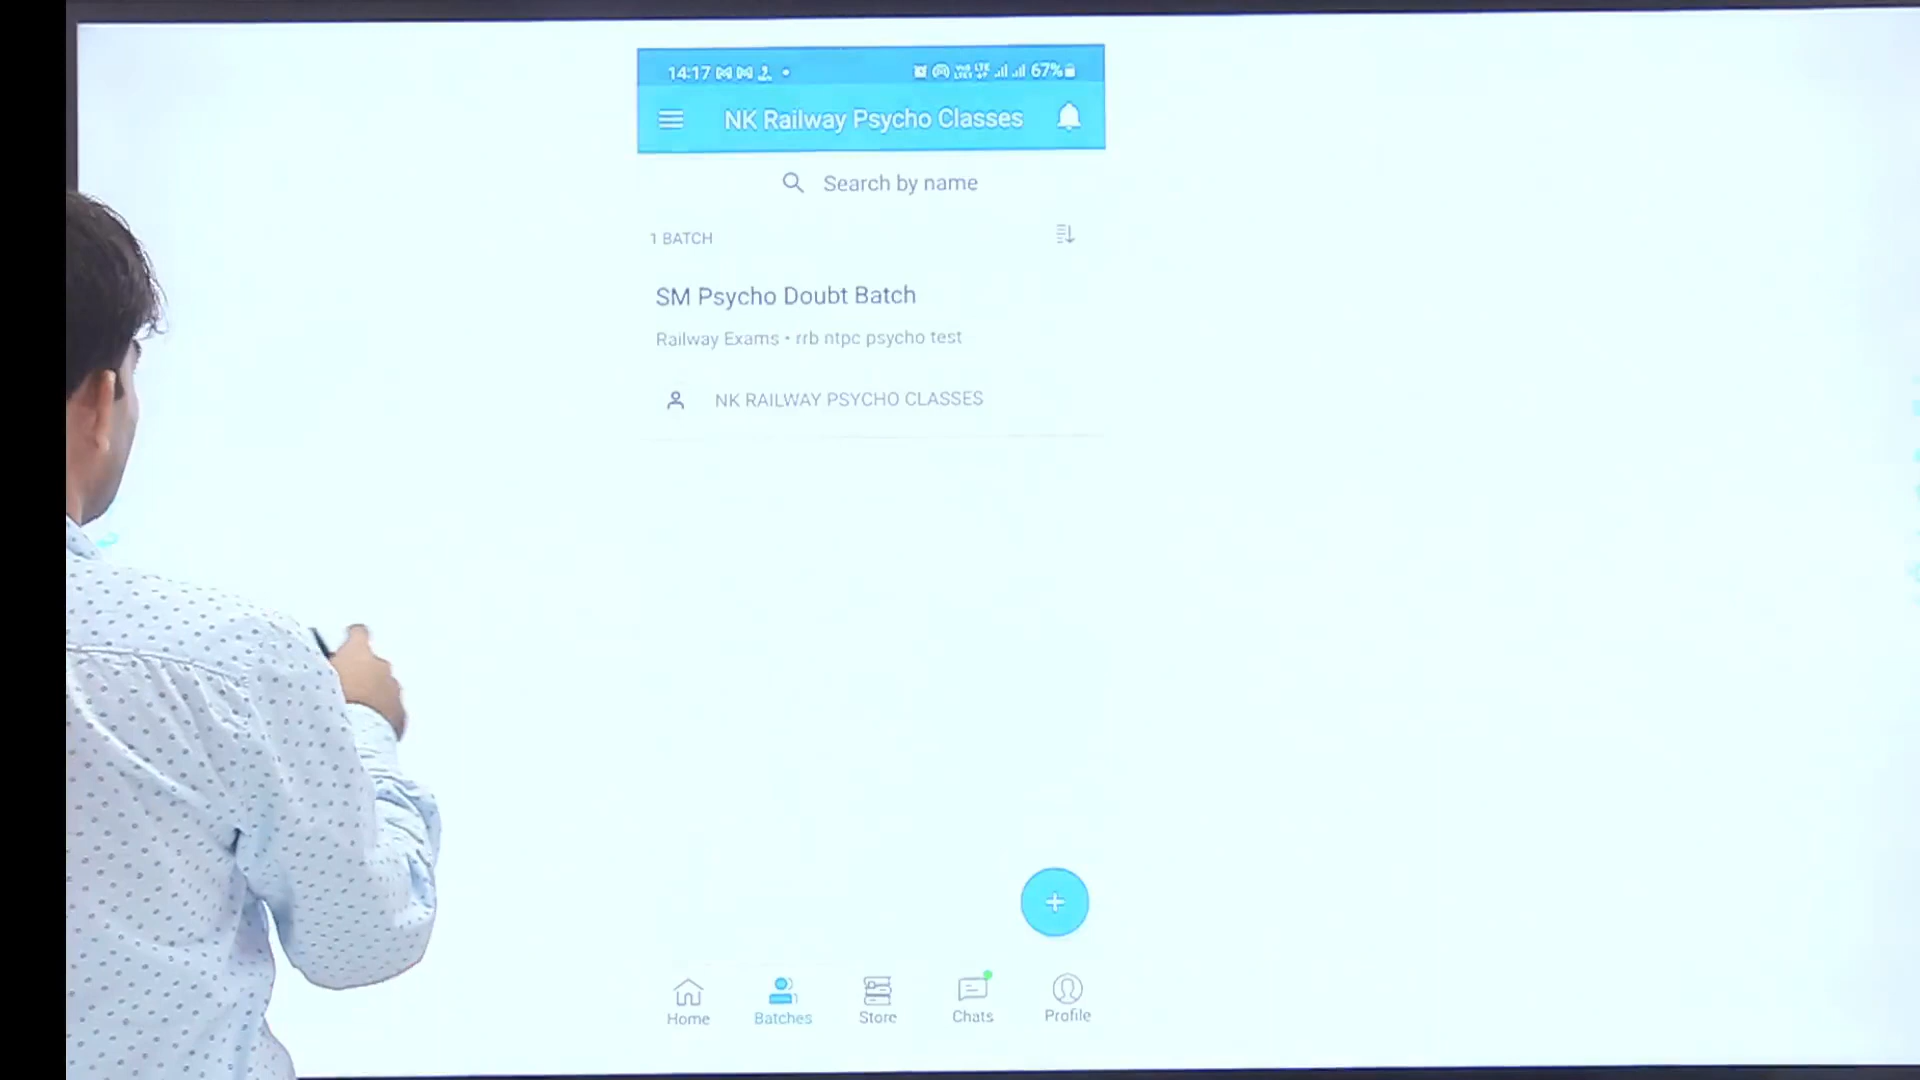 14:17 67%
NK Railway Psycho Classes
Search by name
1 BATCH
SM Psycho Doubt Batch
Railway Exams • rrb ntpc psycho test
NK RAILWAY PSYCHO CLASSES
+
Home Batches Store Chats Profile